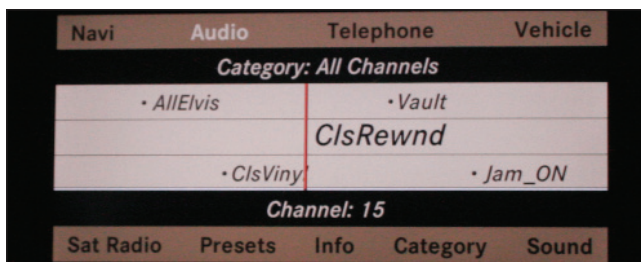 Navi Audio Telephone Vehicle
Category: All Channels
• AllElvis • Vault
ClsRewnd
• ClsVinyl • Jam_ON
Channel: 15
Sat Radio Presets Info Category Sound